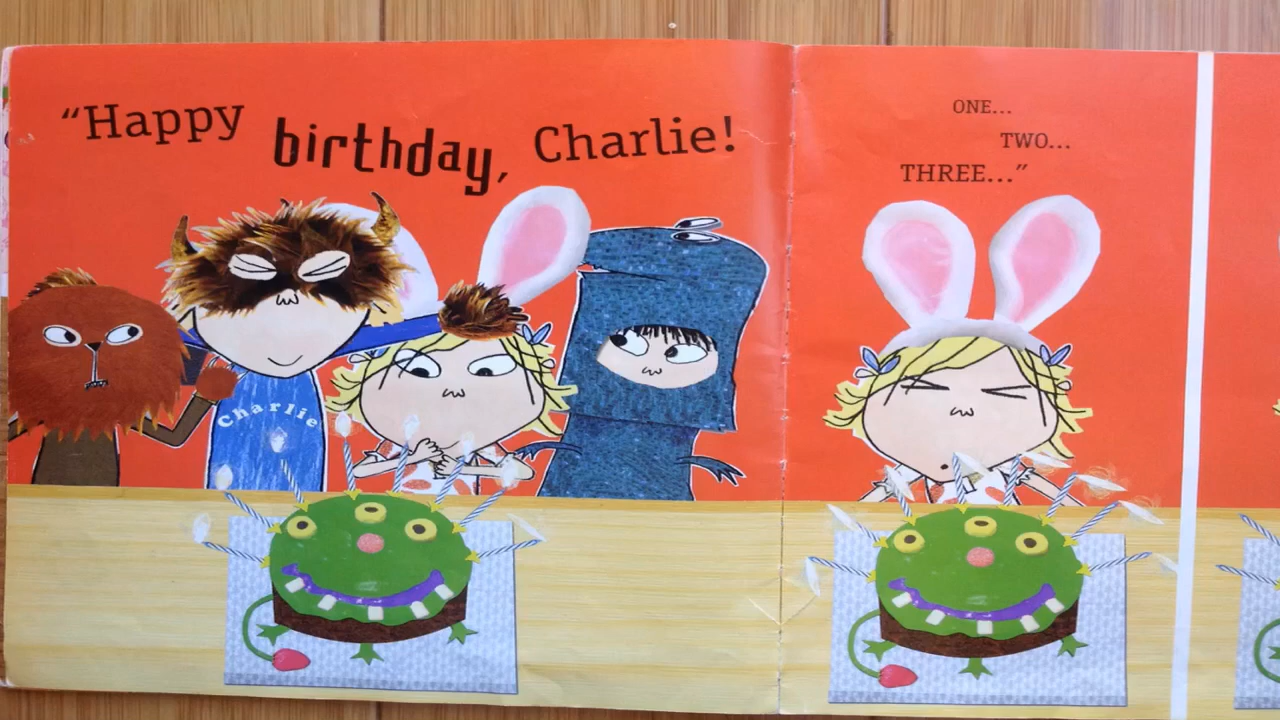 “Happy birthday, Charlie!
Charlie
ONE...
TWO...
THREE...”